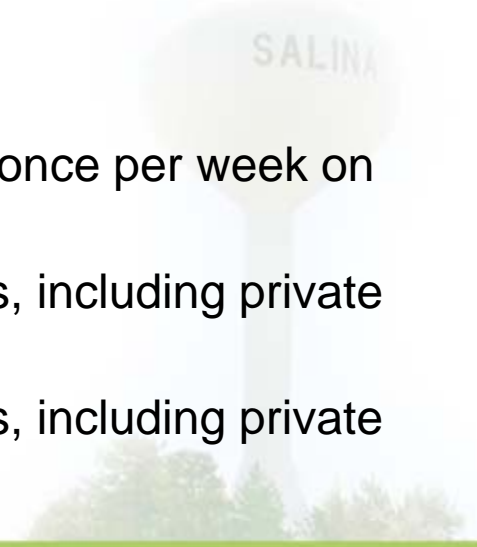 SALINA
once per week on
s, including private
s, including private